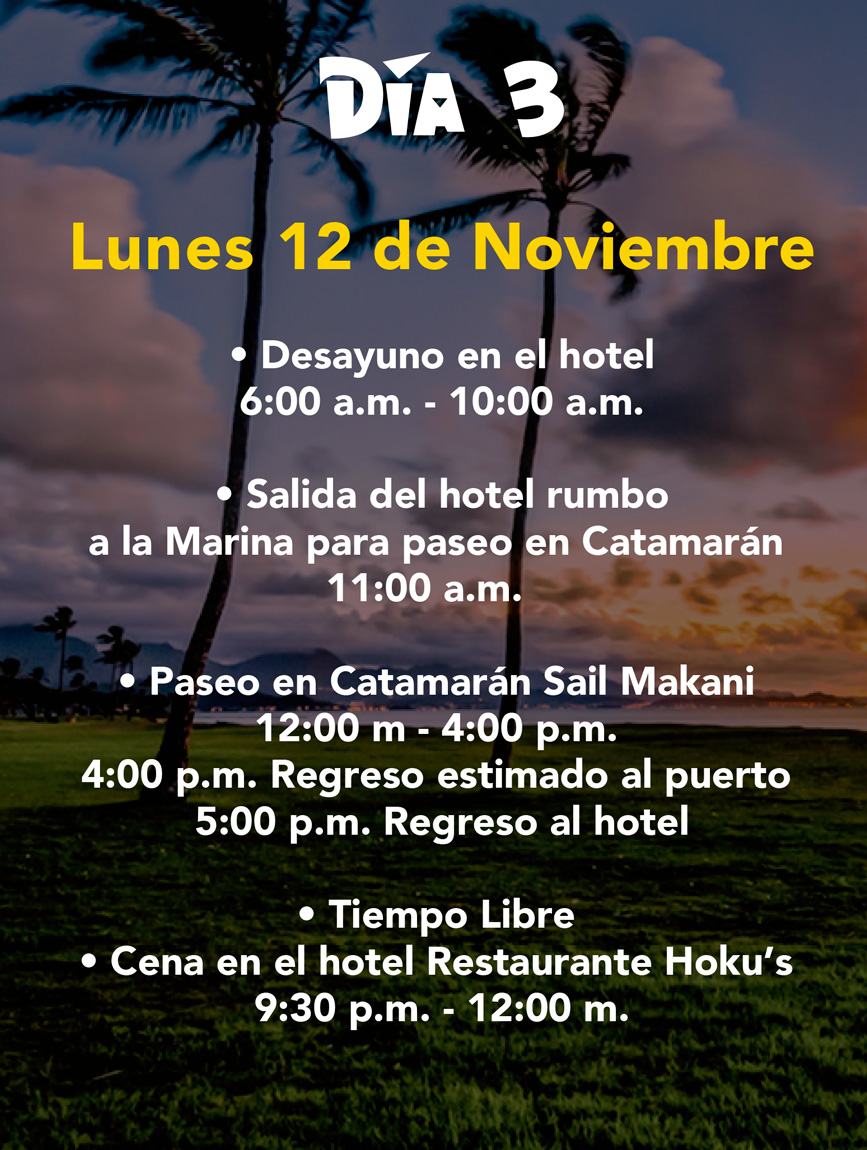 DÍA 3
Lunes 12 de Noviembre
• Desayuno en el hotel
6:00 a.m. - 10:00 a.m.
• Salida del hotel rumbo
a la Marina para paseo en Catamarán
11:00 a.m.
• Paseo en Catamarán Sail Makani
12:00 m - 4:00 p.m.
4:00 p.m. Regreso estimado al puerto
5:00 p.m. Regreso al hotel
• Tiempo Libre
• Cena en el hotel Restaurante Hoku’s
9:30 p.m. - 12:00 m.